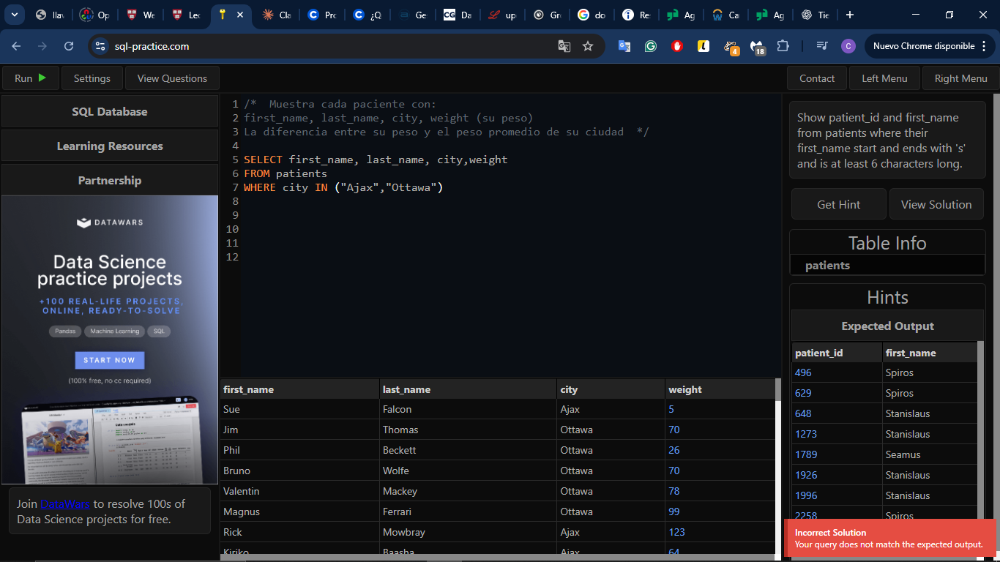 Ilav
Op
We
Lec
Cla
Pro
¿Q
Ge
Da
up
Gr
do
Re
Ag
Ca
Ag
Tie
sql-practice.com
4
18
C
Nuevo Chrome disponible
Run
Settings
View Questions
Contact
Left Menu
Right Menu
SQL Database
Learning Resources
Partnership
DATAWARS
Data Science
practice projects
+100 REAL-LIFE PROJECTS,
ONLINE, READY-TO-SOLVE
Pandas Machine Learning SQL
START NOW
(100% free, no cc required)
Data analysis
Join DataWars to resolve 100s of
Data Science projects for free.
1 /*  Muestra cada paciente con:
2 first_name, last_name, city, weight (su peso)
3 La diferencia entre su peso y el peso promedio de su ciudad  */
4
5 SELECT first_name, last_name, city,weight
6 FROM patients
7 WHERE city IN ("Ajax","Ottawa")
8
9
10
11
12
first_name last_name city weight
Sue Falcon Ajax 5
Jim Thomas Ottawa 70
Phil Beckett Ottawa 26
Bruno Wolfe Ottawa 70
Valentin Mackey Ottawa 78
Magnus Ferrari Ottawa 99
Rick Mowbray Ajax 123
Kiriko Baasha Ajax 64
Show patient_id and first_name
from patients where their
first_name start and ends with 's'
and is at least 6 characters long.
Get Hint
View Solution
Table Info
patients
Hints
Expected Output
patient_id first_name
496 Spiros
629 Spiros
648 Stanislaus
1273 Stanislaus
1789 Seamus
1926 Stanislaus
1996 Stanislaus
2258 Spiros
Incorrect Solution
Your query does not match the expected output.